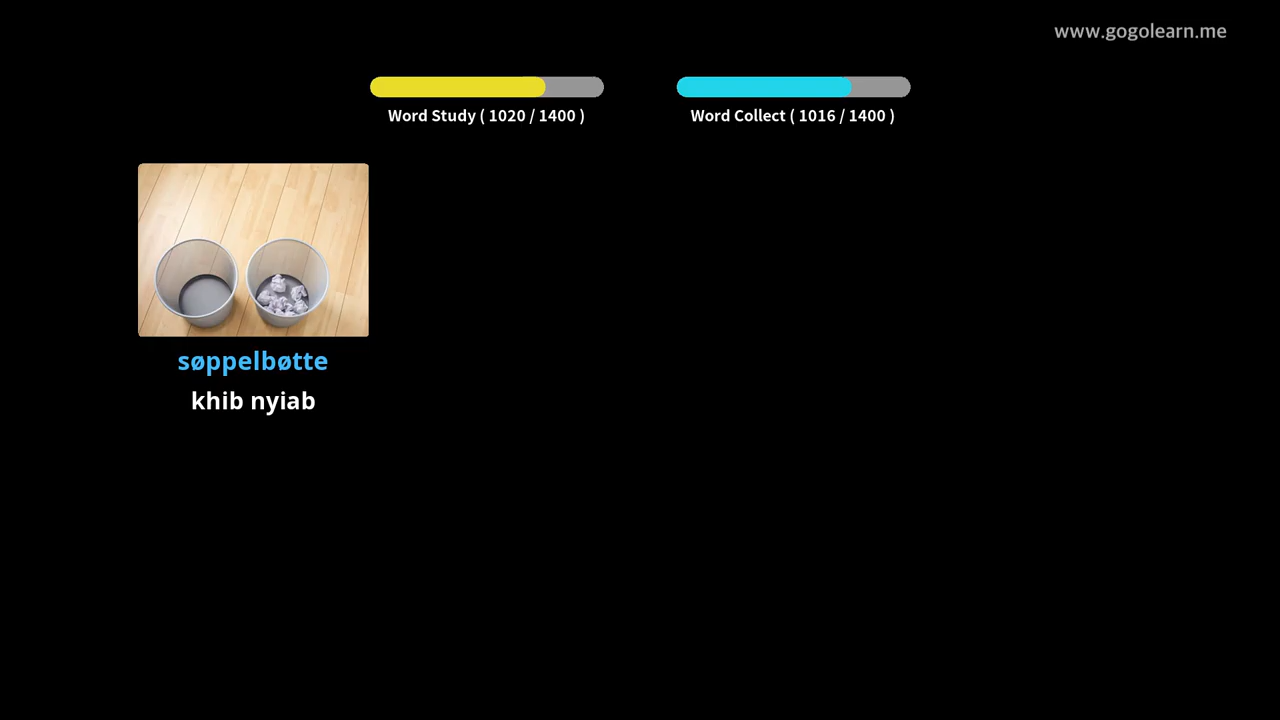 www.gogolearn.me
Word Study ( 1020 / 1400 )
Word Collect ( 1016 / 1400 )
søppelbøtte
khib nyiab